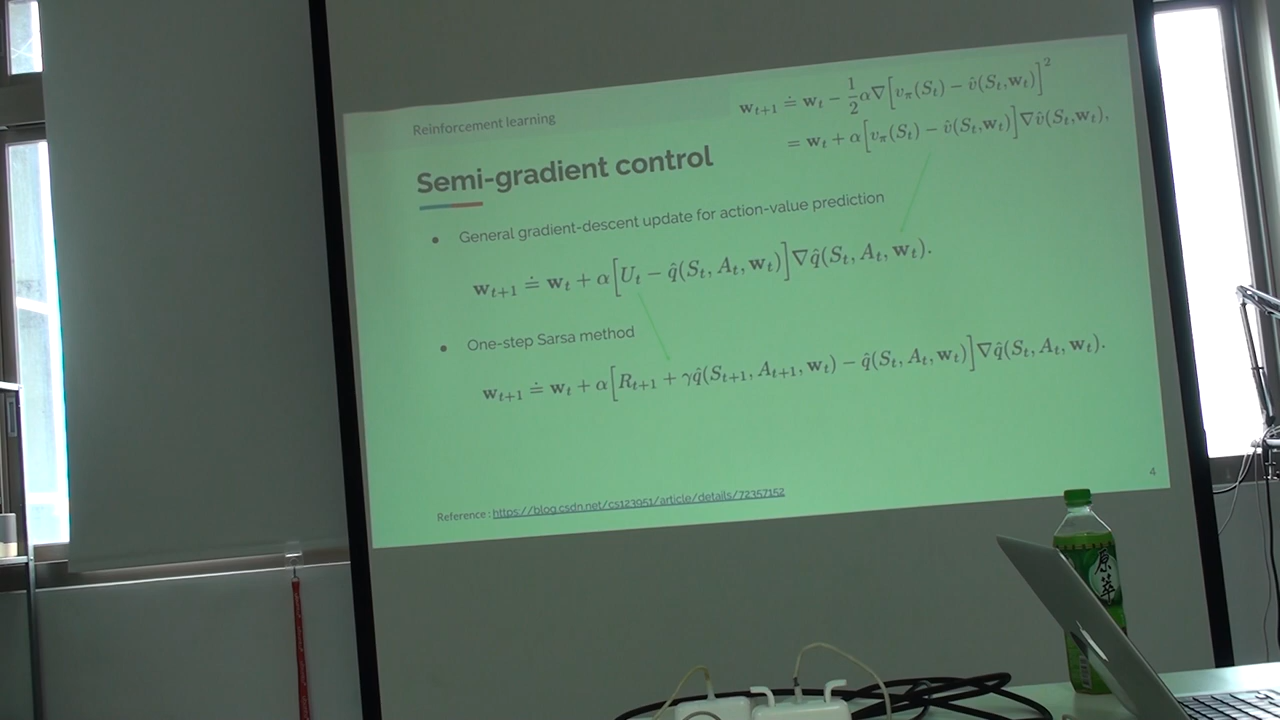 Reinforcement learning
w_{t+1} ≐ w_t − 1/2 α∇[v_π(S_t) − v̂(S_t,w_t)]²
= w_t + α[v_π(S_t) − v̂(S_t,w_t)]∇v̂(S_t,w_t),
Semi-gradient control
● General gradient-descent update for action-value prediction
w_{t+1} ≐ w_t + α[U_t − q̂(S_t, A_t, w_t)]∇q̂(S_t, A_t, w_t).
● One-step Sarsa method
w_{t+1} ≐ w_t + α[R_{t+1} + γq̂(S_{t+1}, A_{t+1}, w_t) − q̂(S_t, A_t, w_t)]∇q̂(S_t, A_t, w_t).
4
Reference : https://blog.csdn.net/cs123951/article/details/72357152
原萃